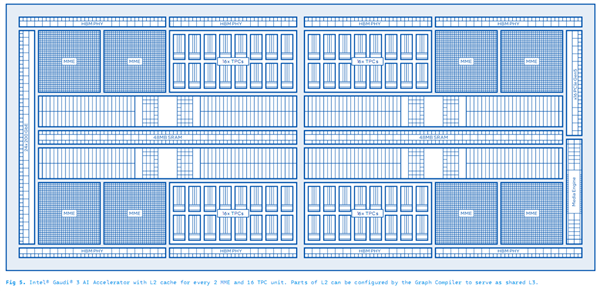 HBM PHY HBM PHY HBM PHY HBM PHY
MME MME 16x TPCs 16x TPCs MME MME
48MB SRAM 48MB SRAM
Media Engine
MME MME 16x TPCs 16x TPCs MME MME
HBM PHY HBM PHY HBM PHY HBM PHY
Fig 5. Intel® Gaudi® 3 AI Accelerator with L2 cache for every 2 MME and 16 TPC unit. Parts of L2 can be configured by the Graph Compiler to serve as shared L3.